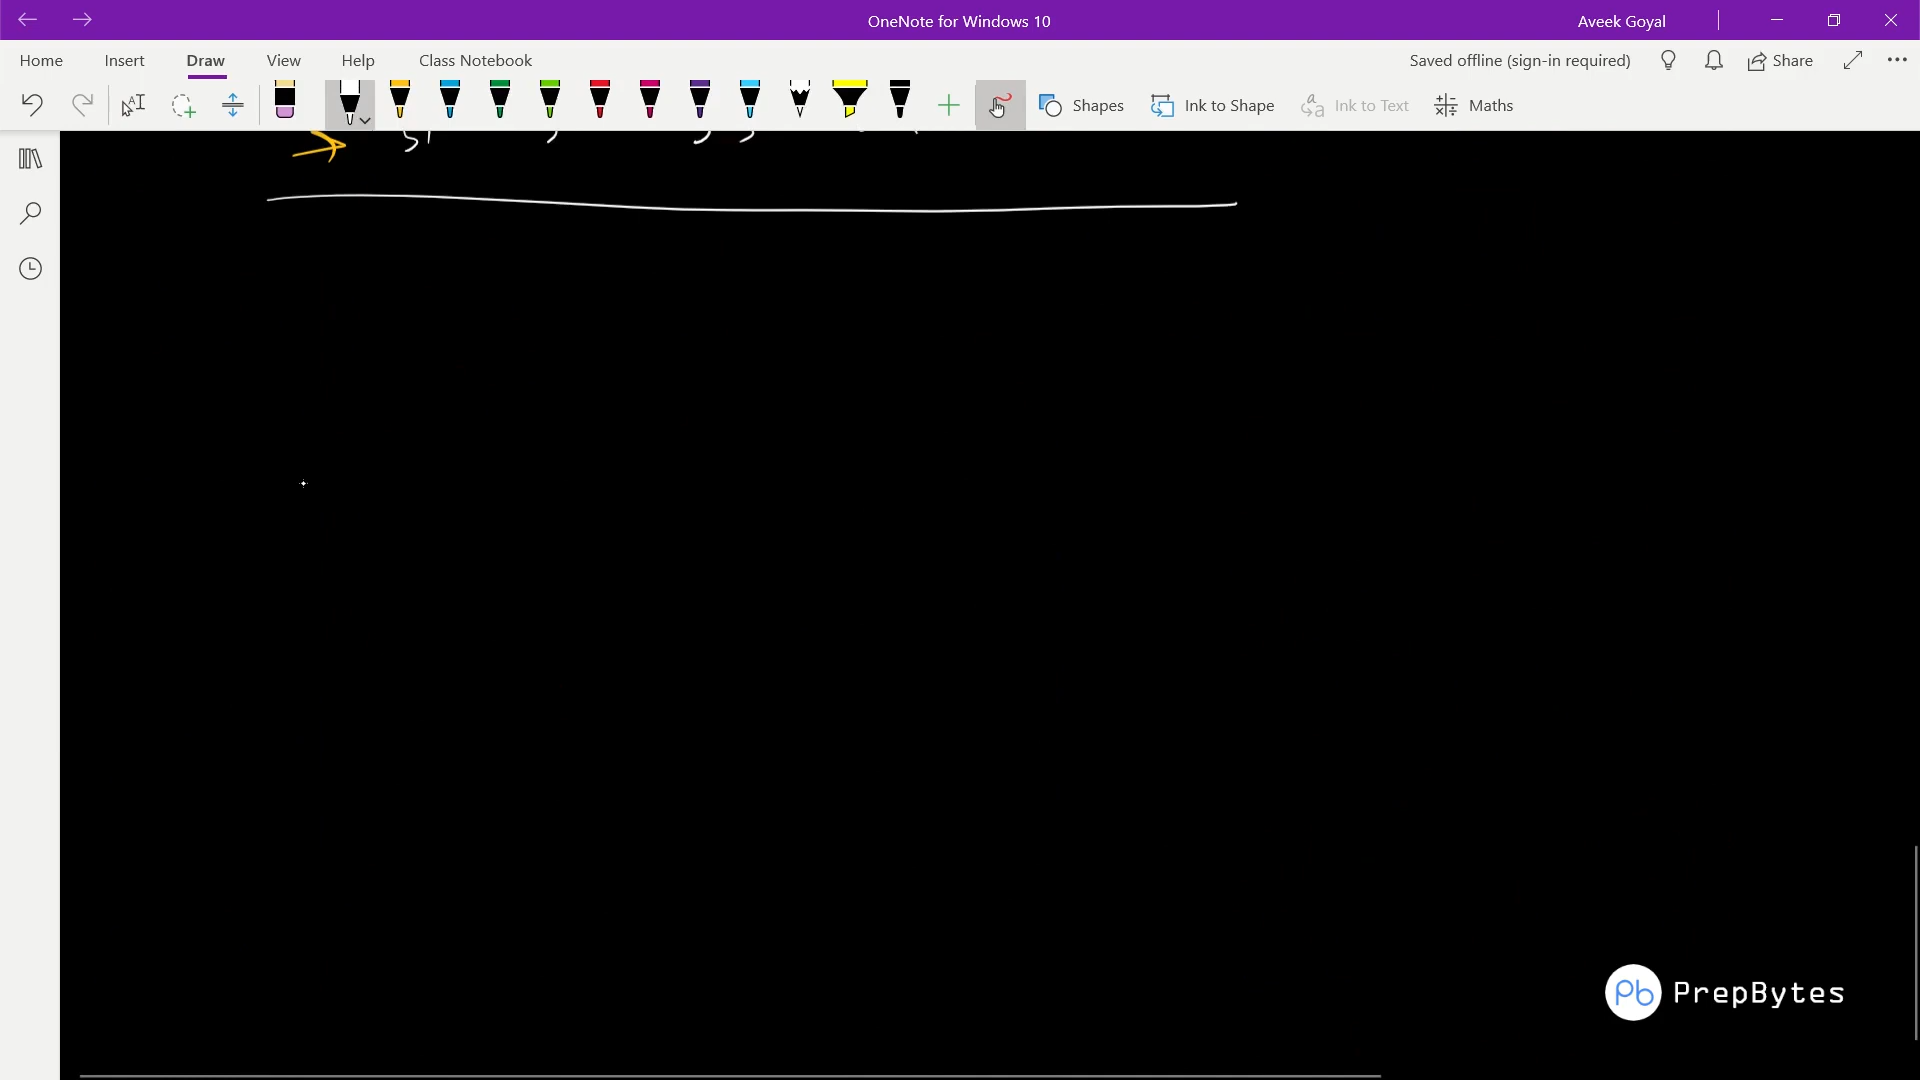 OneNote for Windows 10
Aveek Goyal
Home Insert Draw View Help Class Notebook
Saved offline (sign-in required) Share
Shapes Ink to Shape Ink to Text Maths
Pb PrepBytes